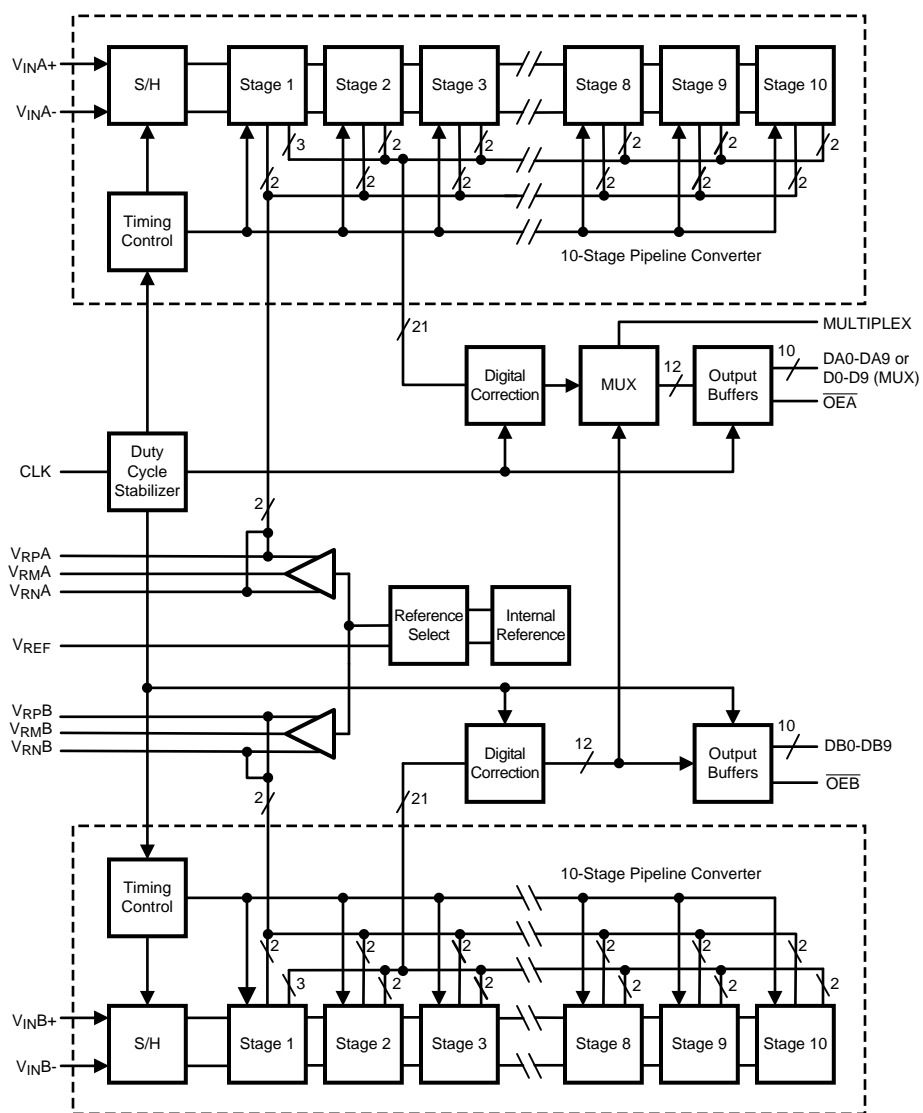 VINA+
VINA-
S/H
Stage 1
Stage 2
Stage 3
Stage 8
Stage 9
Stage 10
3
2
2
2
2
2
2
2
2
2
2
2
Timing
Control
10-Stage Pipeline Converter
21
MULTIPLEX
Digital
Correction
MUX
12
Output
Buffers
10
DA0-DA9 or
D0-D9 (MUX)
OEA
CLK
Duty
Cycle
Stabilizer
2
VRPA
VRMA
VRNA
Reference
Select
Internal
Reference
VREF
VRPB
VRMB
VRNB
Digital
Correction
12
Output
Buffers
10
DB0-DB9
OEB
2
21
Timing
Control
10-Stage Pipeline Converter
2
2
2
2
2
2
3
2
2
2
2
2
VINB+
VINB-
S/H
Stage 1
Stage 2
Stage 3
Stage 8
Stage 9
Stage 10